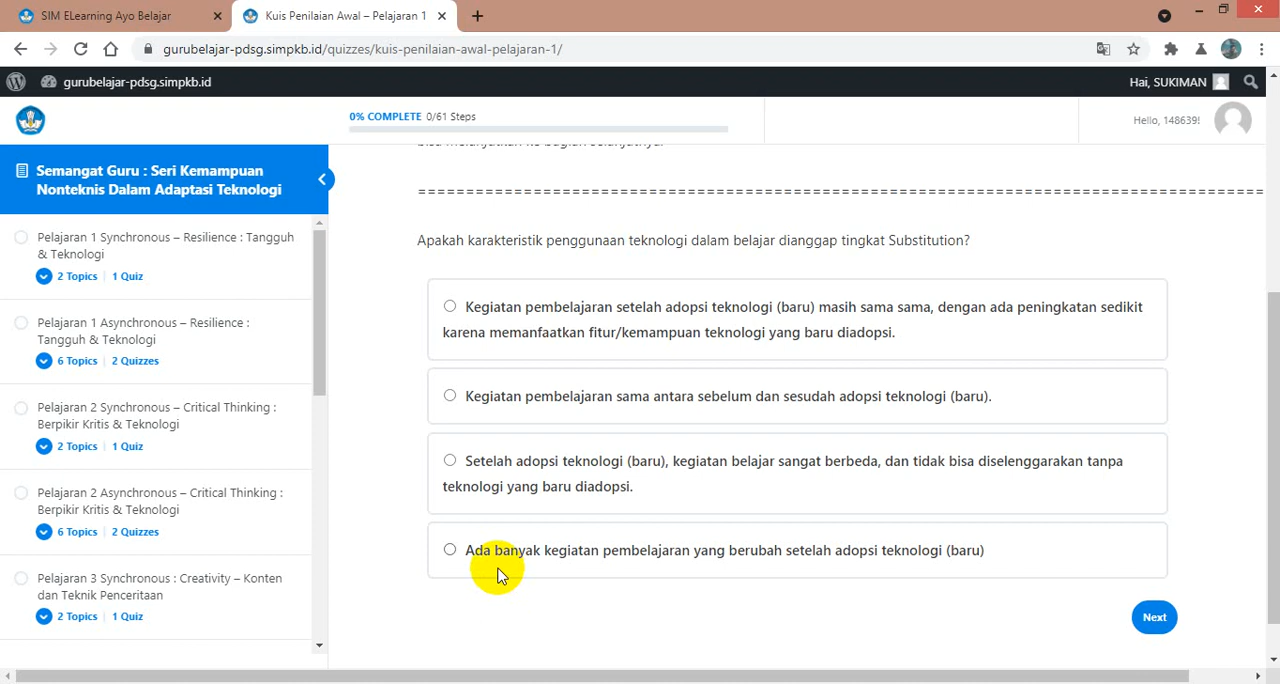 SIM ELearning Ayo Belajar
Kuis Penilaian Awal – Pelajaran 1
gurubelajar-pdsg.simpkb.id/quizzes/kuis-penilaian-awal-pelajaran-1/
gurubelajar-pdsg.simpkb.id
Hai, SUKIMAN
0% COMPLETE 0/61 Steps
Hello, 148639!
Semangat Guru : Seri Kemampuan
Nonteknis Dalam Adaptasi Teknologi
Pelajaran 1 Synchronous – Resilience : Tangguh
& Teknologi
2 Topics | 1 Quiz
Pelajaran 1 Asynchronous – Resilience :
Tangguh & Teknologi
6 Topics | 2 Quizzes
Pelajaran 2 Synchronous – Critical Thinking :
Berpikir Kritis & Teknologi
2 Topics | 1 Quiz
Pelajaran 2 Asynchronous – Critical Thinking :
Berpikir Kritis & Teknologi
6 Topics | 2 Quizzes
Pelajaran 3 Synchronous : Creativity – Konten
dan Teknik Penceritaan
2 Topics | 1 Quiz
bisa melanjutkan ke bagian selanjutnya.
========================================================================================
Apakah karakteristik penggunaan teknologi dalam belajar dianggap tingkat Substitution?
Kegiatan pembelajaran setelah adopsi teknologi (baru) masih sama sama, dengan ada peningkatan sedikit
karena memanfaatkan fitur/kemampuan teknologi yang baru diadopsi.
Kegiatan pembelajaran sama antara sebelum dan sesudah adopsi teknologi (baru).
Setelah adopsi teknologi (baru), kegiatan belajar sangat berbeda, dan tidak bisa diselenggarakan tanpa
teknologi yang baru diadopsi.
Ada banyak kegiatan pembelajaran yang berubah setelah adopsi teknologi (baru)
Next